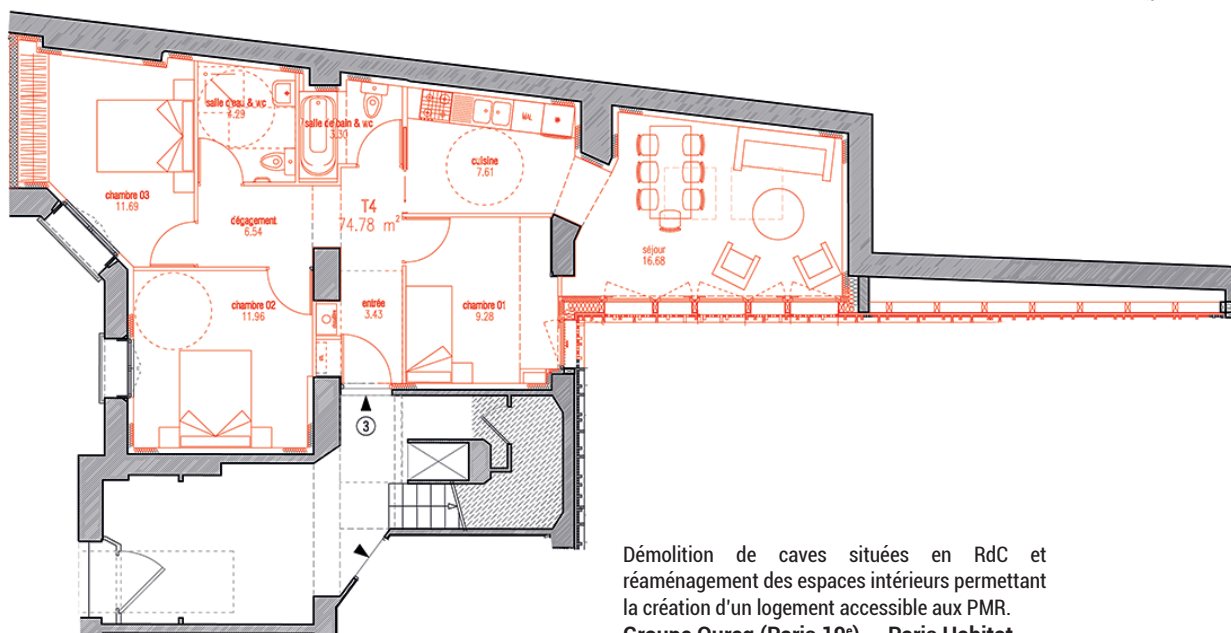 salle d'eau & wc
4.29
salle de bain & wc
3.30
MAL
cuisine
7.61
chambre 03
11.69
T4
74.78 m²
dégagement
6.54
séjour
16.68
chambre 02
11.96
entrée
3.43
chambre 01
9.28
3
Démolition de caves situées en RdC et
réaménagement des espaces intérieurs permettant
la création d'un logement accessible aux PMR.